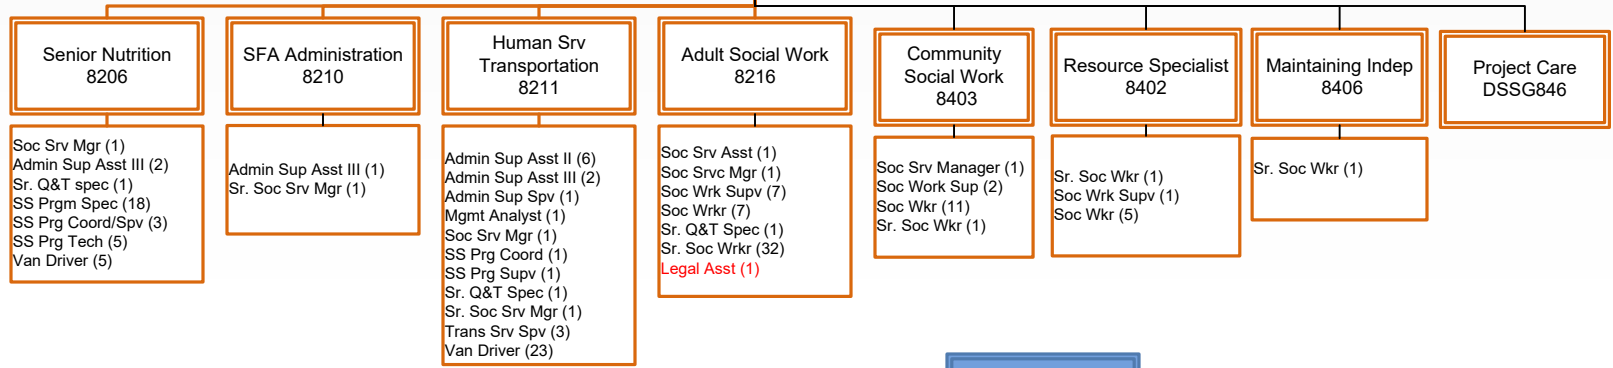 Senior Nutrition
8206
Soc Srv Mgr (1)
Admin Sup Asst III (2)
Sr. Q&T spec (1)
SS Prgm Spec (18)
SS Prg Coord/Spv (3)
SS Prg Tech (5)
Van Driver (5)
SFA Administration
8210
Admin Sup Asst III (1)
Sr. Soc Srv Mgr (1)
Human Srv
Transportation
8211
Admin Sup Asst II (6)
Admin Sup Asst III (2)
Admin Sup Spv (1)
Mgmt Analyst (1)
Soc Srv Mgr (1)
SS Prg Coord (1)
SS Prg Supv (1)
Sr. Q&T Spec (1)
Sr. Soc Srv Mgr (1)
Trans Srv Spv (3)
Van Driver (23)
Adult Social Work
8216
Soc Srv Asst (1)
Soc Srvc Mgr (1)
Soc Wrk Supv (7)
Soc Wrkr (7)
Sr. Q&T Spec (1)
Sr. Soc Wrkr (32)
Legal Asst (1)
Community
Social Work
8403
Soc Srv Manager (1)
Soc Work Sup (2)
Soc Wkr (11)
Sr. Soc Wkr (1)
Resource Specialist
8402
Sr. Soc Wkr (1)
Soc Wrk Supv (1)
Soc Wkr (5)
Maintaining Indep
8406
Sr. Soc Wkr (1)
Project Care
DSSG846